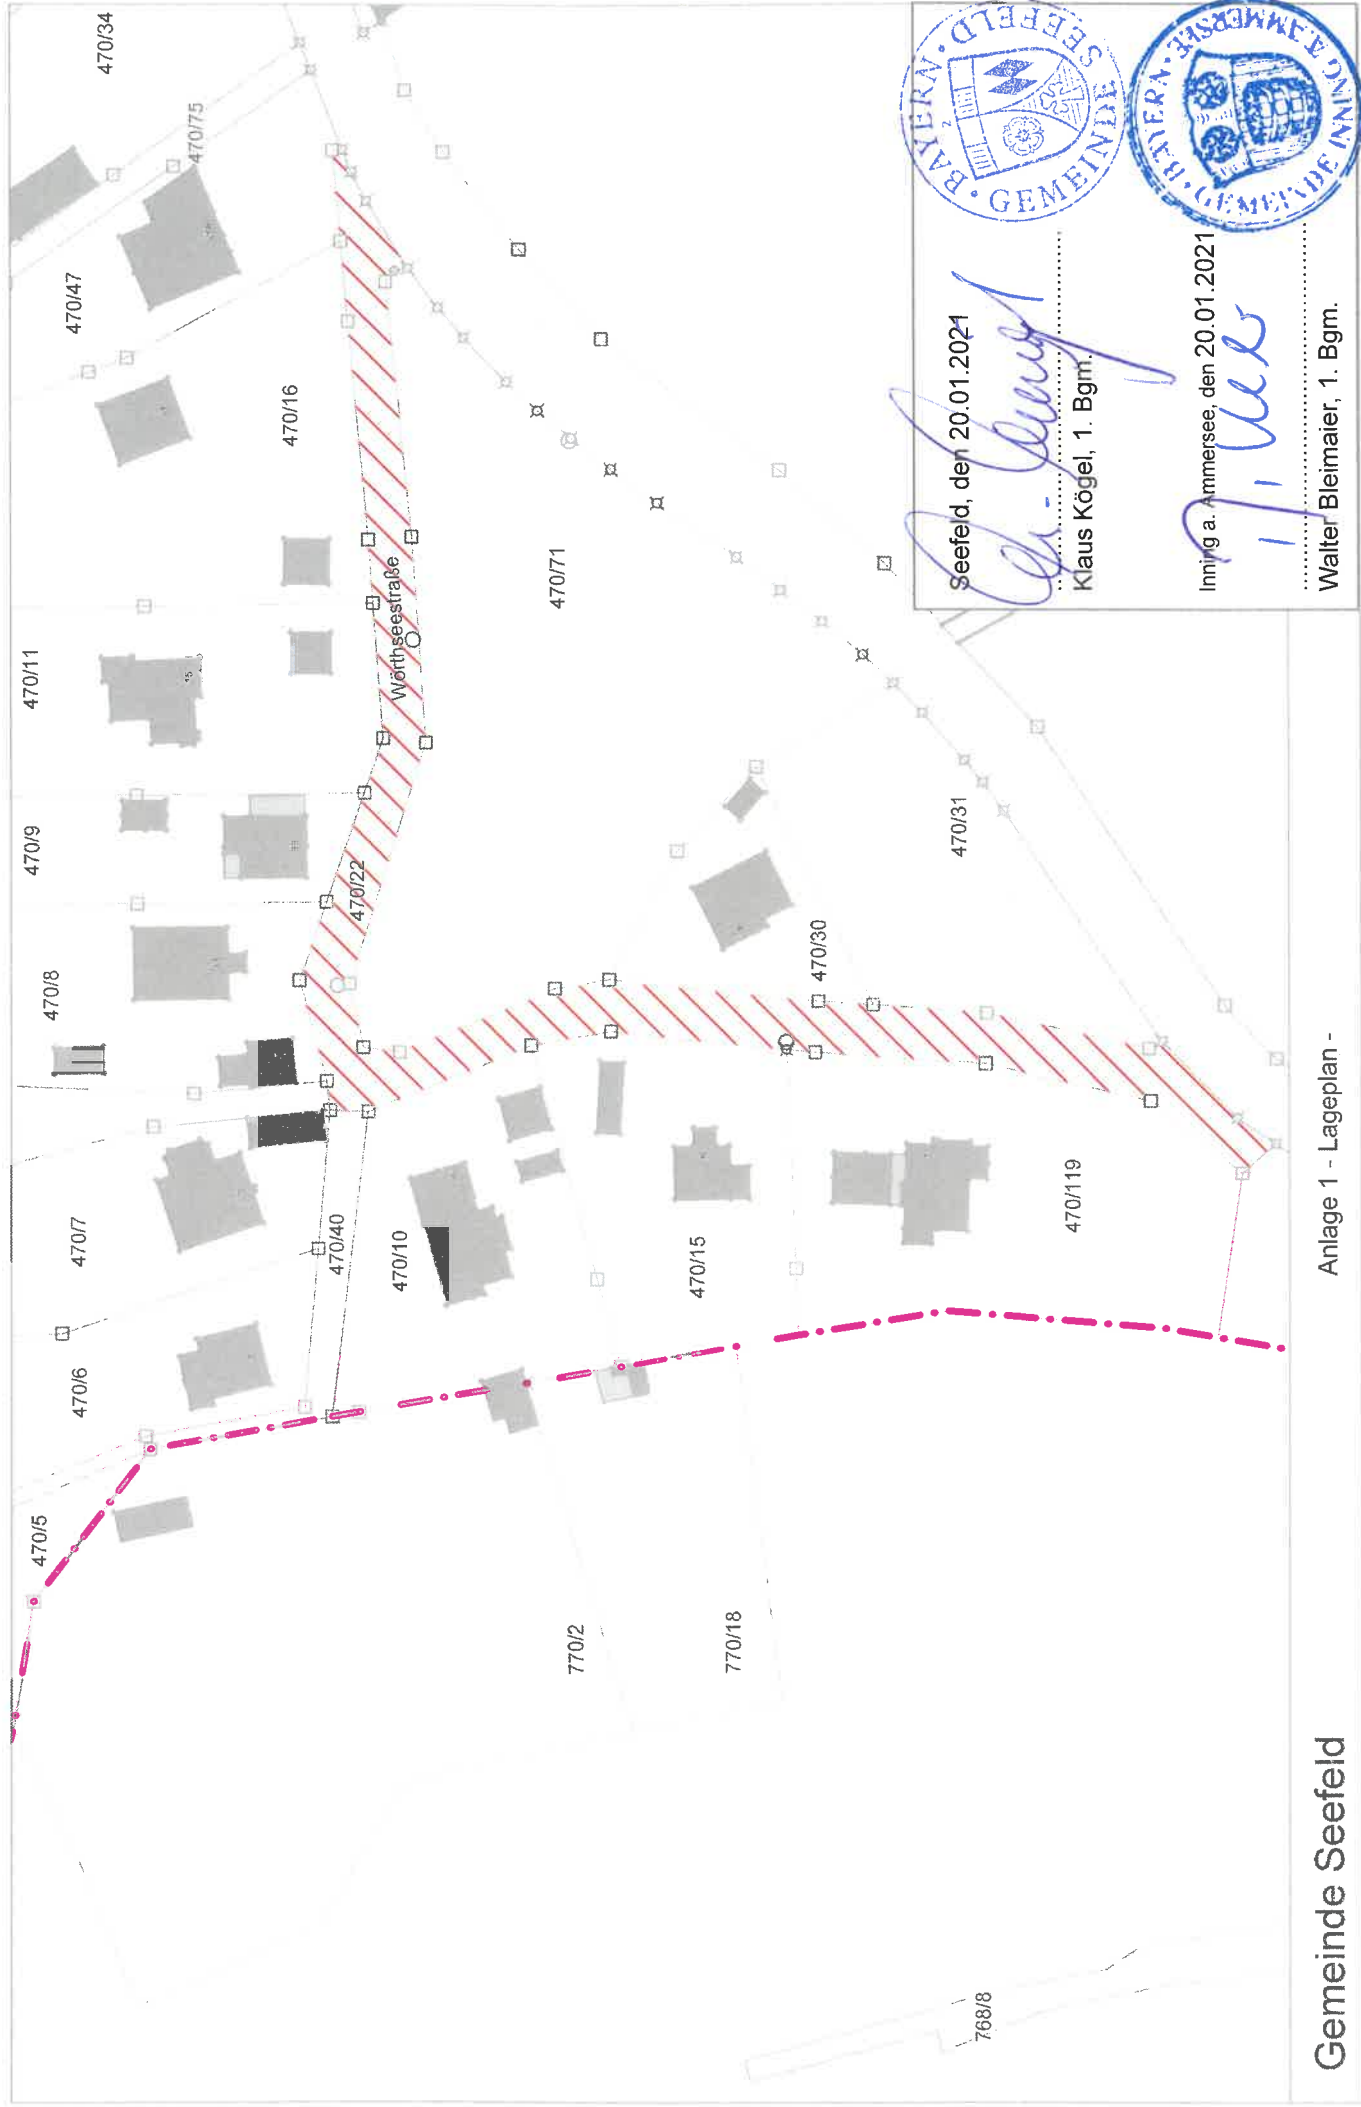 470/5
470/6
470/7
470/8
470/9
470/11
470/47
470/34
470/75
470/16
470/40
470/22
Wörthseestraße
470/10
470/71
470/15
470/30
470/31
470/119
770/2
770/18
768/8
Seefeld, den 20.01.2021
Klaus Kögel, 1. Bgm.
BAYERN · GEMEINDE SEEFELD ·
2
Inning a. Ammersee, den 20.01.2021
Walter Bleimaier, 1. Bgm.
BAYERN · GEMEINDE INNING A. AMMERSEE ·
Gemeinde Seefeld
Anlage 1 - Lageplan -